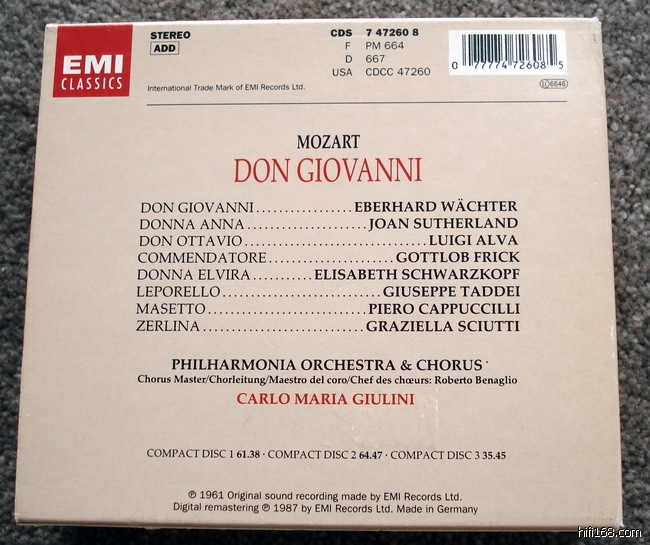 EMI
CLASSICS
STEREO
ADD
CDS 7 47260 8
F PM 664
D 667
USA CDCC 47260
0 77774 72608 5
LC 6646
International Trade Mark of EMI Records Ltd.
MOZART
DON GIOVANNI
DON GIOVANNI................EBERHARD WÄCHTER
DONNA ANNA....................JOAN SUTHERLAND
DON OTTAVIO..............................LUIGI ALVA
COMMENDATORE.....................GOTTLOB FRICK
DONNA ELVIRA...........ELISABETH SCHWARZKOPF
LEPORELLO..........................GIUSEPPE TADDEI
MASETTO...........................PIERO CAPPUCCILLI
ZERLINA...........................GRAZIELLA SCIUTTI
PHILHARMONIA ORCHESTRA & CHORUS
Chorus Master/Chorleitung/Maestro del coro/Chef des chœurs: Roberto Benaglio
CARLO MARIA GIULINI
COMPACT DISC 1 61.38 · COMPACT DISC 2 64.47 · COMPACT DISC 3 35.45
℗ 1961 Original sound recording made by EMI Records Ltd.
Digital remastering ℗ 1987 by EMI Records Ltd. Made in Germany
hifi168.com